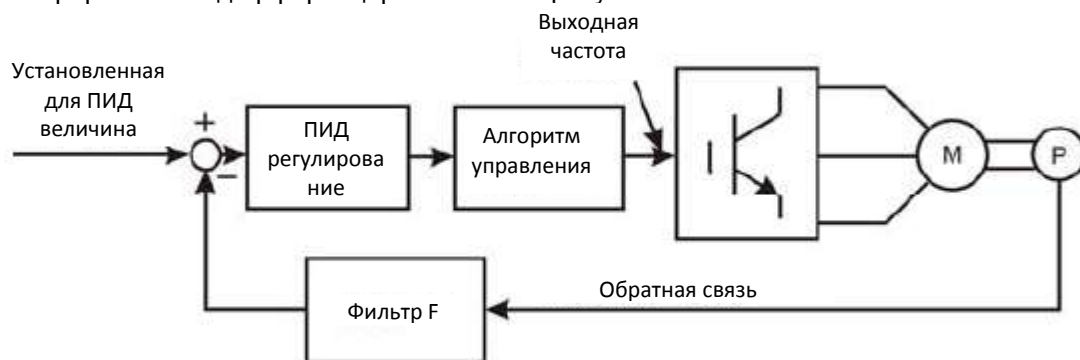 Выходная
частота
Установленная
для ПИД
величина
+
−
ПИД
регулирова
ние
Алгоритм
управления
M
P
Обратная связь
Фильтр F